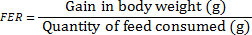 FER = Gain in body weight (g)
Quantity of feed consumed (g)